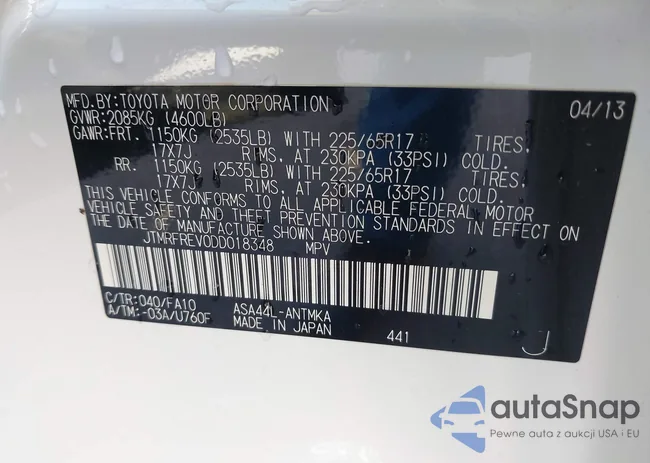 MFD.BY:TOYOTA MOTOR CORPORATION 04/13
GVWR:2085KG (4600LB)
GAWR:FRT. 1150KG (2535LB) WITH 225/65R17 TIRES,
17X7J RIMS, AT 230KPA (33PSI) COLD.
RR. 1150KG (2535LB) WITH 225/65R17 TIRES,
17X7J RIMS, AT 230KPA (33PSI) COLD.
THIS VEHICLE CONFORMS TO ALL APPLICABLE FEDERAL MOTOR
VEHICLE SAFETY AND THEFT PREVENTION STANDARDS IN EFFECT ON
THE DATE OF MANUFACTURE SHOWN ABOVE.
JTMRFREV0DD018348 MPV
C/TR:040/FA10 ASA44L-ANTMKA
A/TM:-03A/U760F MADE IN JAPAN 441 J
autaSnap
Pewne auta z aukcji USA i EU